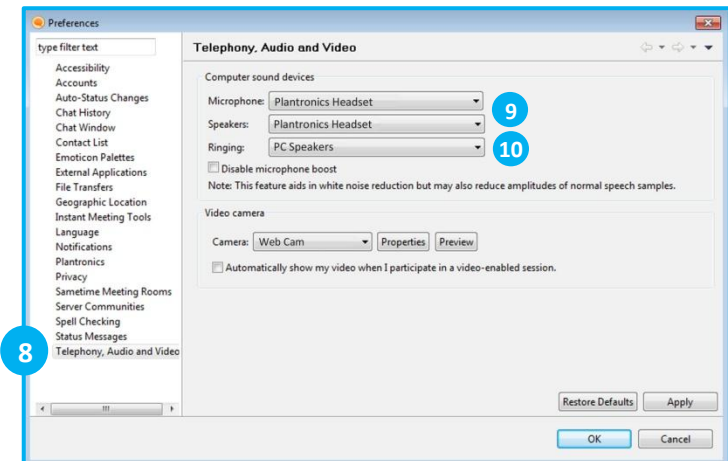 Preferences
type filter text
Accessibility
Accounts
Auto-Status Changes
Chat History
Chat Window
Contact List
Emoticon Palettes
External Applications
File Transfers
Geographic Location
Instant Meeting Tools
Language
Notifications
Plantronics
Privacy
Sametime Meeting Rooms
Server Communities
Spell Checking
Status Messages
Telephony, Audio and Video
8
Telephony, Audio and Video
Computer sound devices
Microphone: Plantronics Headset
9
Speakers: Plantronics Headset
Ringing: PC Speakers
10
Disable microphone boost
Note: This feature aids in white noise reduction but may also reduce amplitudes of normal speech samples.
Video camera
Camera: Web Cam Properties Preview
Automatically show my video when I participate in a video-enabled session.
Restore Defaults Apply
OK Cancel